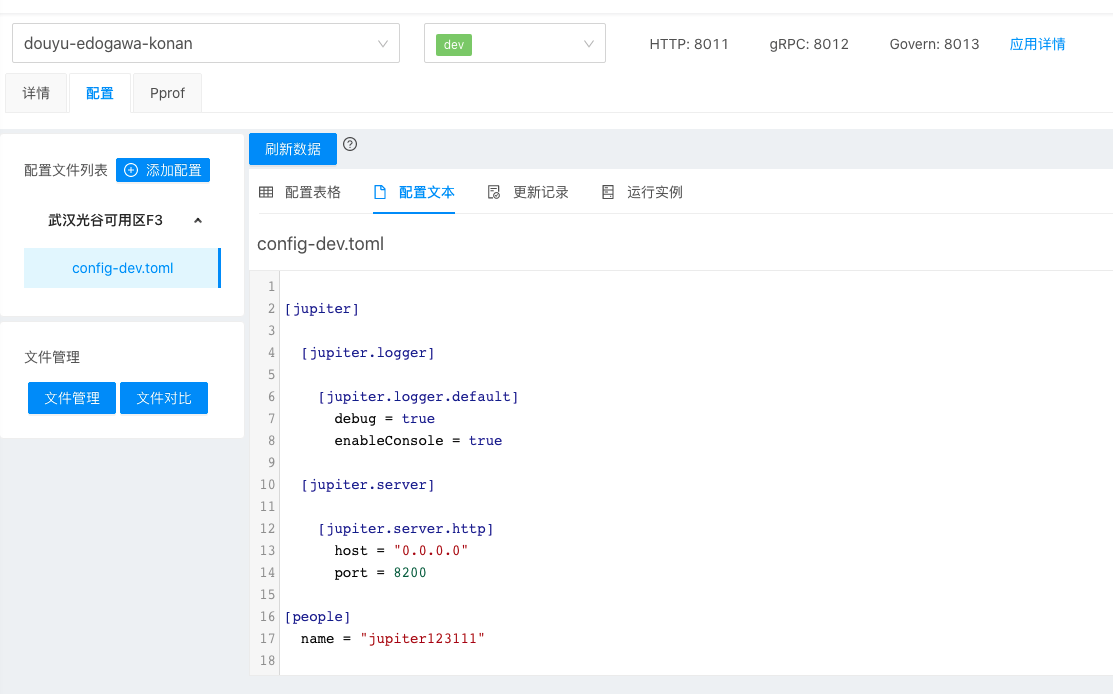 douyu-edogawa-konan dev HTTP: 8011 gRPC: 8012 Govern: 8013 应用详情
详情 配置 Pprof
配置文件列表 添加配置
武汉光谷可用区F3
config-dev.toml
文件管理
文件管理 文件对比
刷新数据 ?
配置表格 配置文本 更新记录 运行实例
config-dev.toml
1
2 [jupiter]
3
4 [jupiter.logger]
5
6 [jupiter.logger.default]
7 debug = true
8 enableConsole = true
9
10 [jupiter.server]
11
12 [jupiter.server.http]
13 host = "0.0.0.0"
14 port = 8200
15
16 [people]
17 name = "jupiter123111"
18